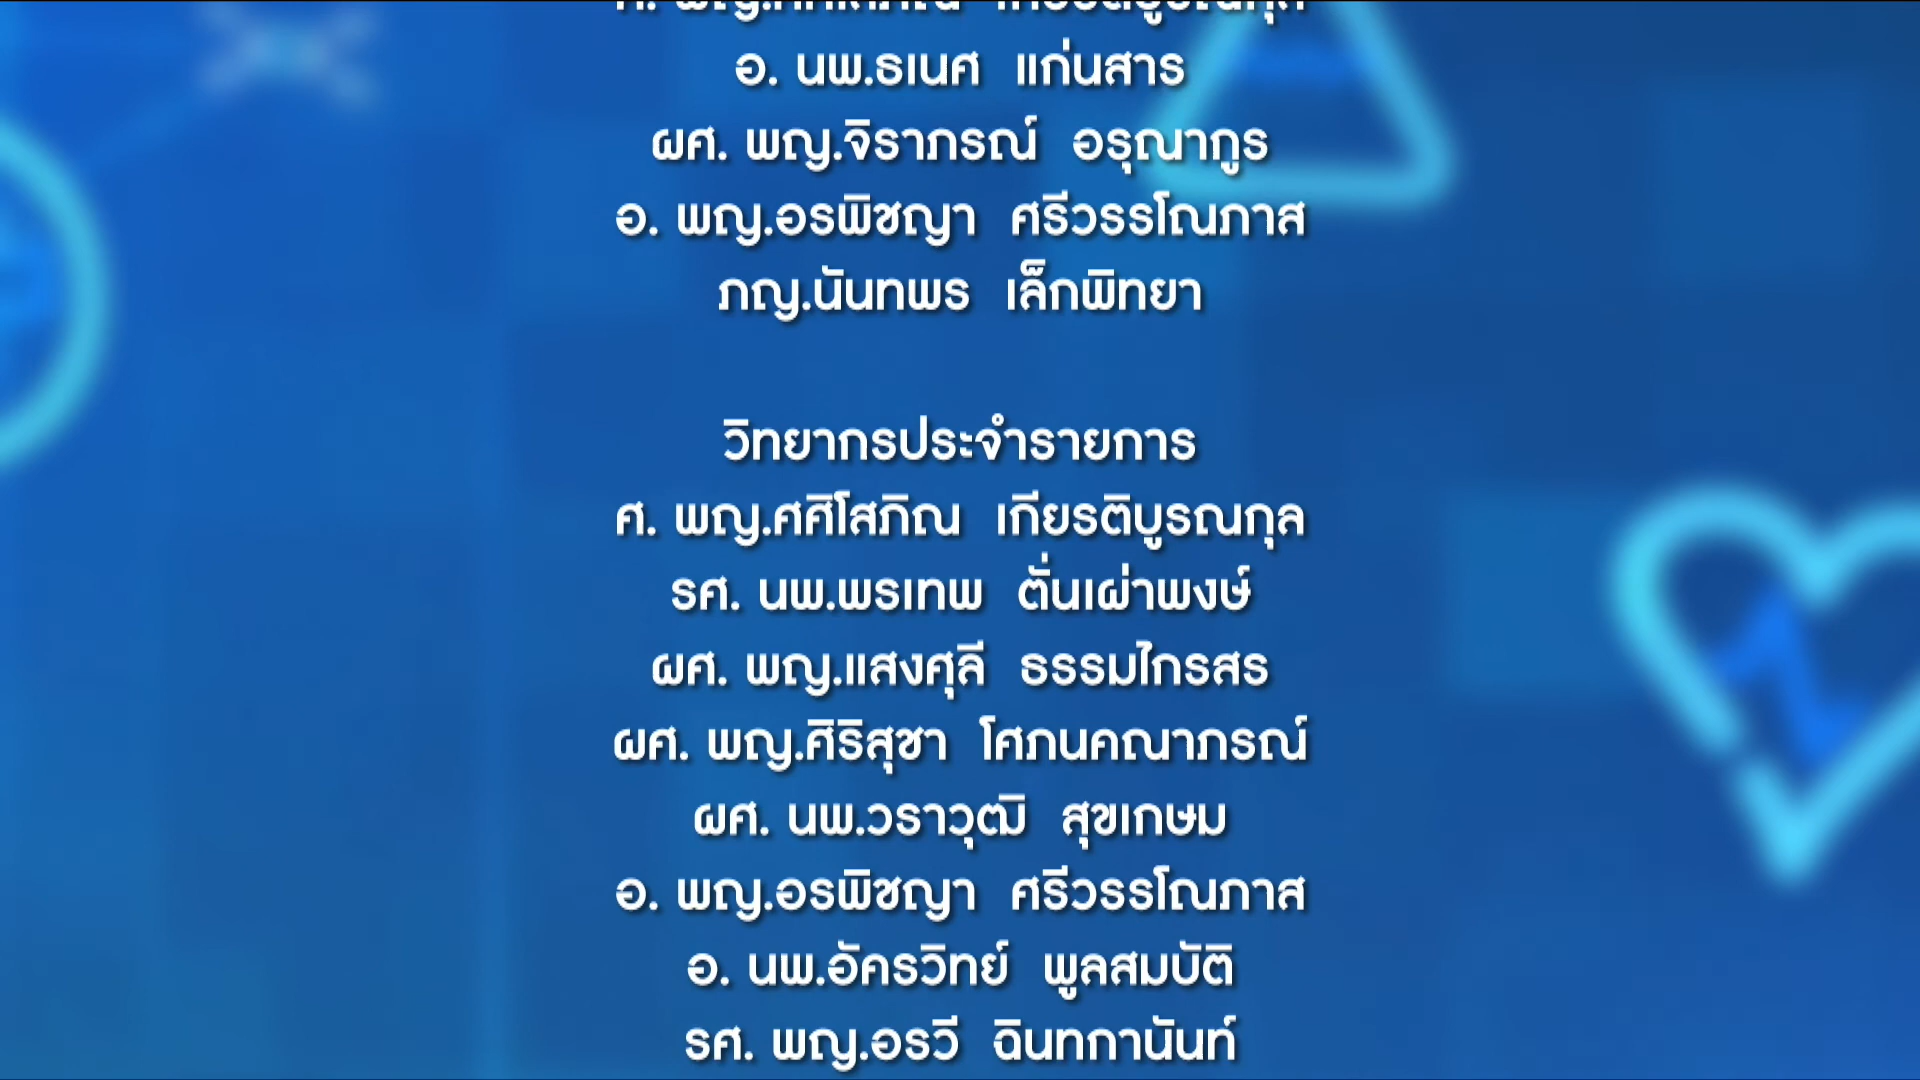 อ. นพ.ธเนศ แก่นสาร
ผศ. พญ.จิราภรณ์ อรุณากูร
อ. พญ.อรพิชญา ศรีวรรโณภาส
ภญ.นันทพร เล็กพิทยา
วิทยากรประจำรายการ
ศ. พญ.ศศิโสภิณ เกียรติบูรณกุล
รศ. นพ.พรเทพ ตั่นเผ่าพงษ์
ผศ. พญ.แสงศุลี ธรรมไกรสร
ผศ. พญ.ศิริสุชา โศภนคณาภรณ์
ผศ. นพ.วราวุฒิ สุขเกษม
อ. พญ.อรพิชญา ศรีวรรโณภาส
อ. นพ.อัครวิทย์ พูลสมบัติ
รศ. พญ.อรวี ฉินทกานันท์